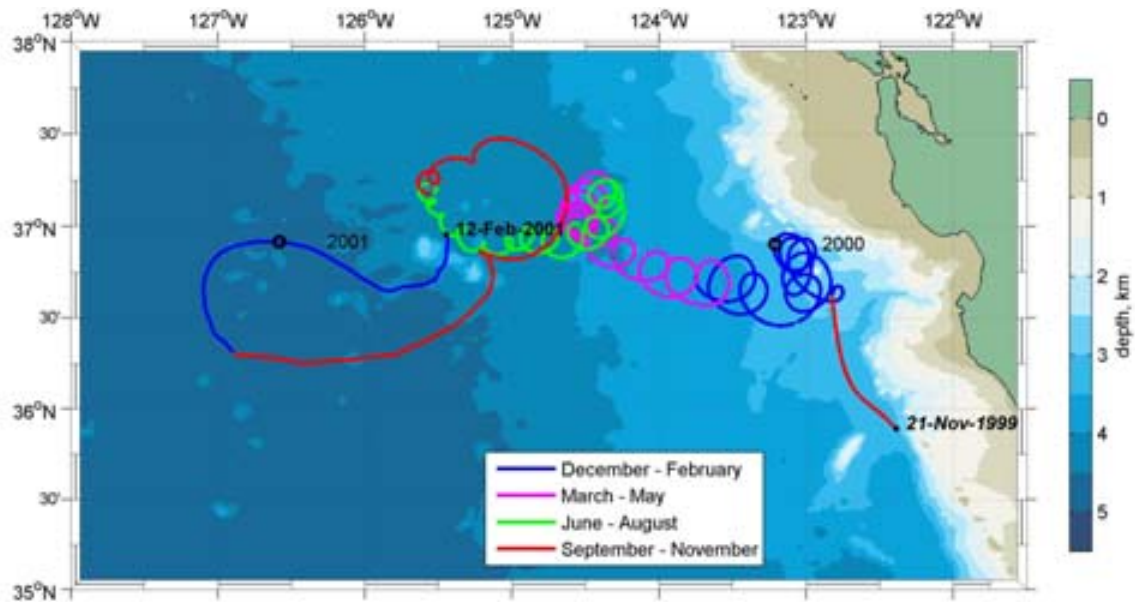 128°W 127°W 126°W 125°W 124°W 123°W 122°W
38°N
30'
37°N
30'
36°N
30'
35°N
12-Feb-2001
2001
2000
21-Nov-1999
December - February
March - May
June - August
September - November
0
1
2
3
4
5
depth, km